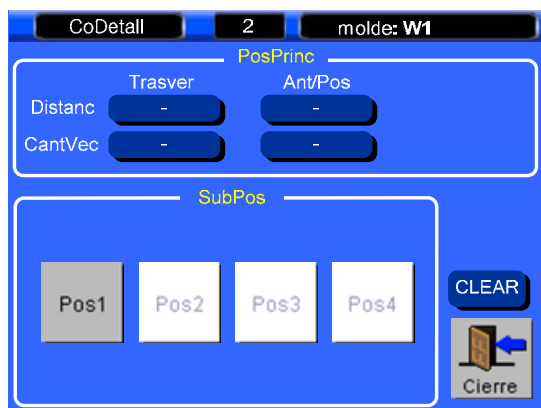 CoDetall 2 molde: W1
PosPrinc
Trasver Ant/Pos
Distanc - -
CantVec - -
SubPos
Pos1 Pos2 Pos3 Pos4
CLEAR
Cierre